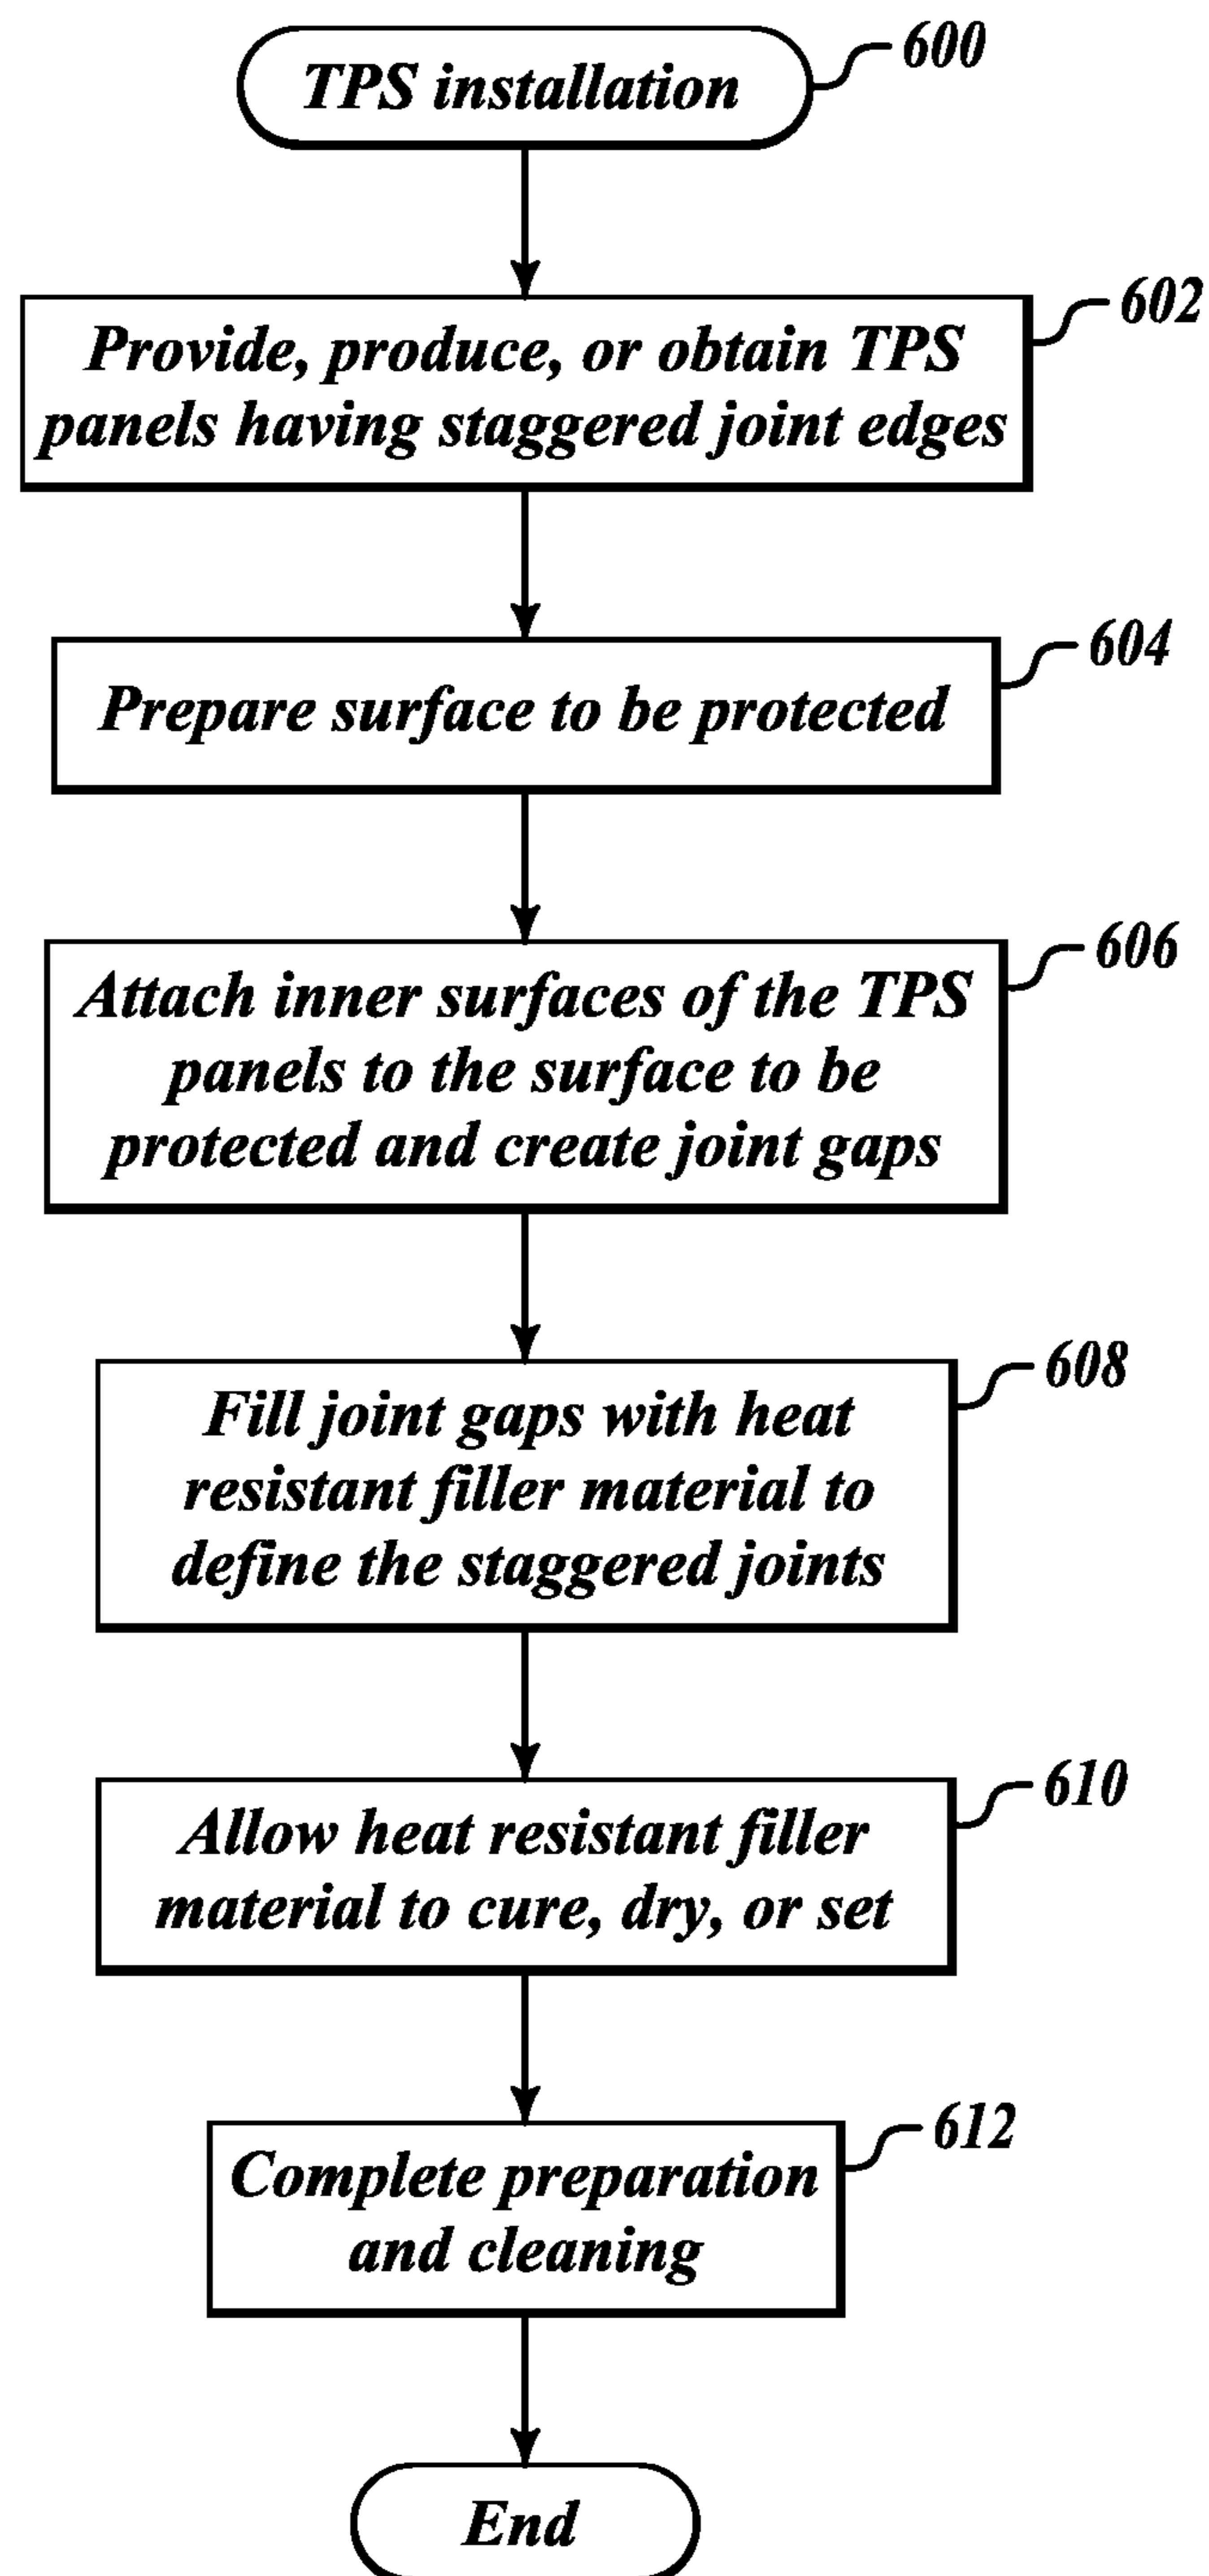 TPS installation
600
602
Provide, produce, or obtain TPS
panels having staggered joint edges
604
Prepare surface to be protected
606
Attach inner surfaces of the TPS
panels to the surface to be
protected and create joint gaps
608
Fill joint gaps with heat
resistant filler material to
define the staggered joints
610
Allow heat resistant filler
material to cure, dry, or set
612
Complete preparation
and cleaning
End